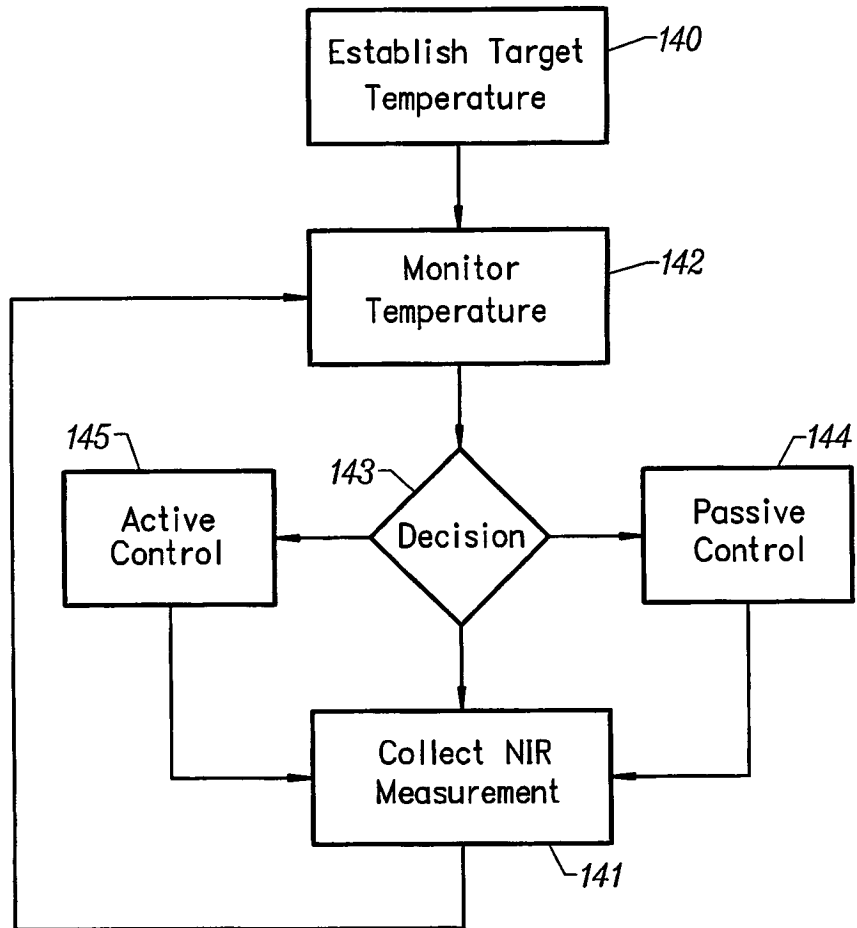 Establish Target
Temperature
140
Monitor
Temperature
142
145
Active
Control
143
Decision
144
Passive
Control
Collect NIR
Measurement
141